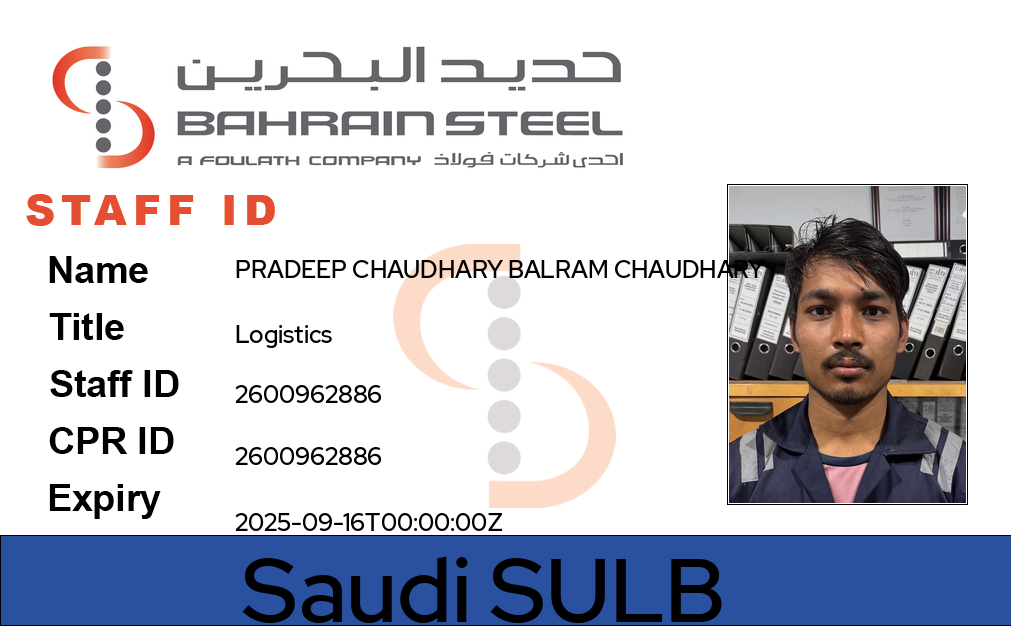 حديد البحرين
BAHRAIN STEEL
A FOULATH COMPANY احدى شركات فولاذ
STAFF ID
Name PRADEEP CHAUDHARY BALRAM CHAUDHARY
Title Logistics
Staff ID 2600962886
CPR ID 2600962886
Expiry 2025-09-16T00:00:00Z
Saudi SULB